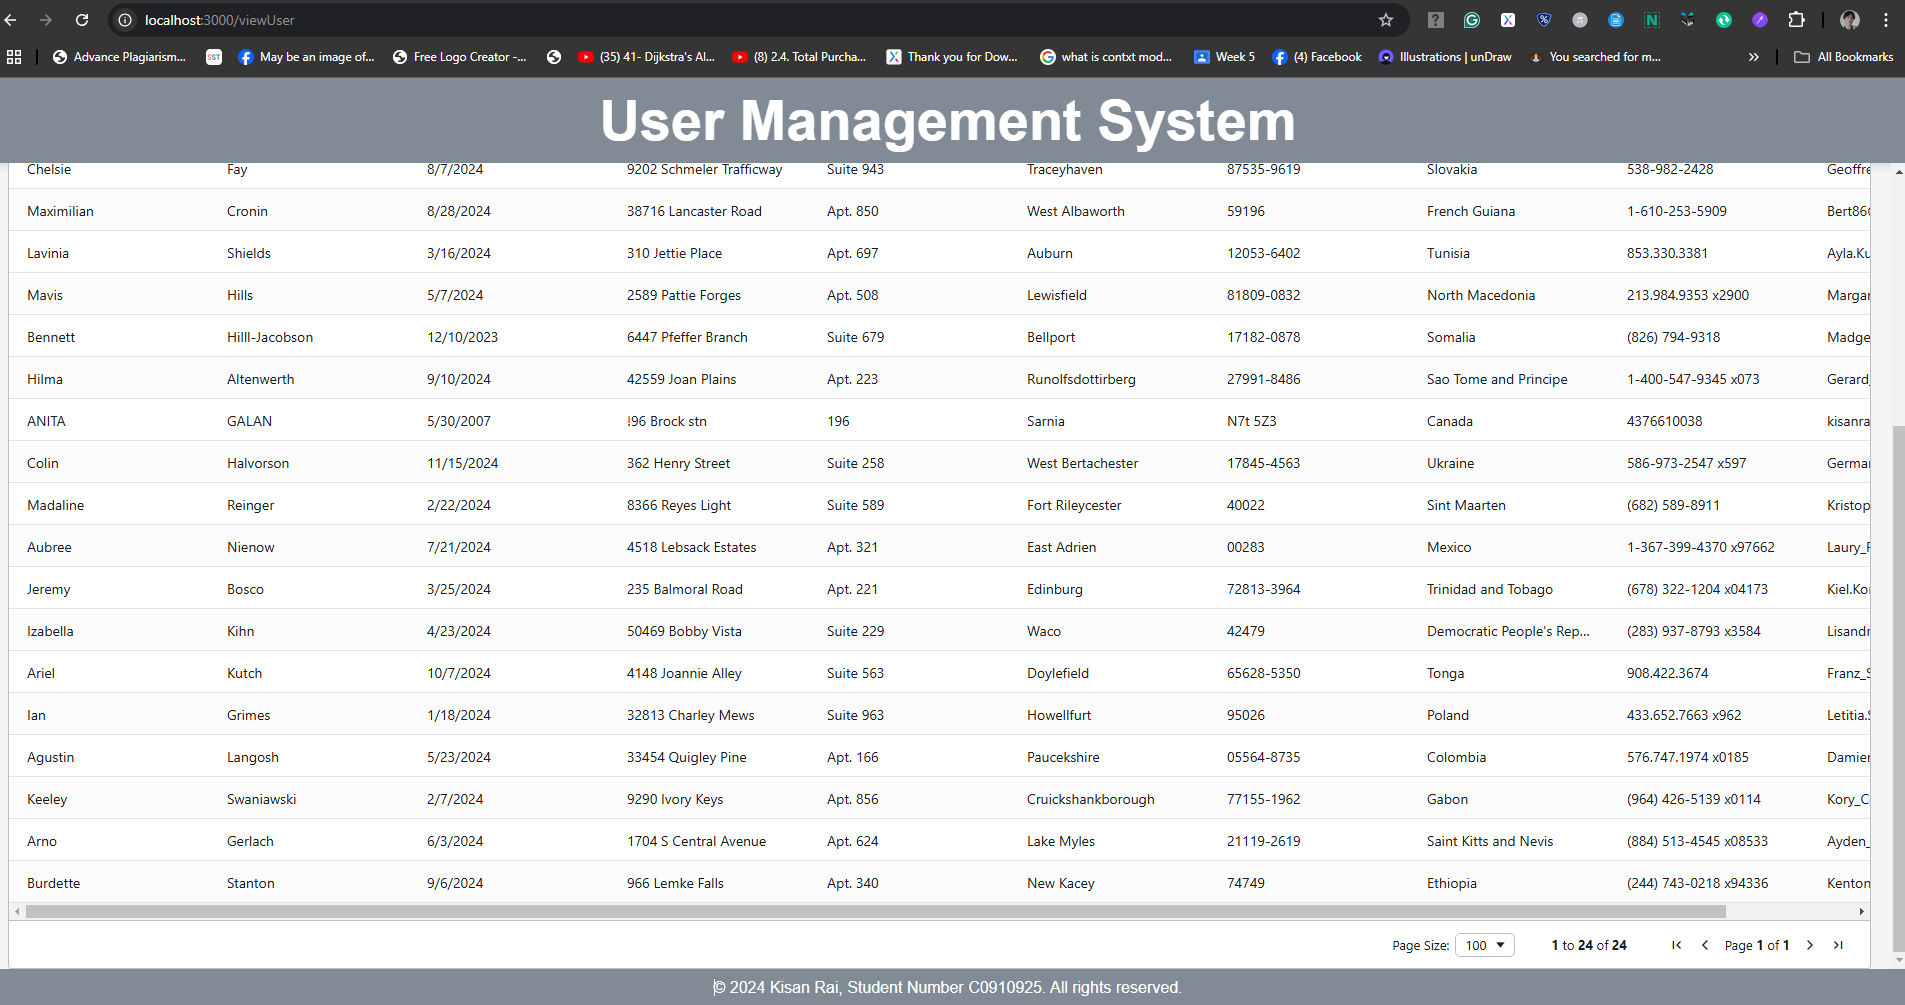 localhost:3000/viewUser
Advance Plagiarism... SST May be an image of... Free Logo Creator -... (35) 41- Dijkstra's Al... (8) 2.4. Total Purcha... Thank you for Dow... what is contxt mod... Week 5 (4) Facebook Illustrations | unDraw You searched for m... » All Bookmarks
User Management System
Chelsie Fay 8/7/2024 9202 Schmeler Trafficway Suite 943 Traceyhaven 87535-9619 Slovakia 538-982-2428 Geoffre
Maximilian Cronin 8/28/2024 38716 Lancaster Road Apt. 850 West Albaworth 59196 French Guiana 1-610-253-5909 Bert86
Lavinia Shields 3/16/2024 310 Jettie Place Apt. 697 Auburn 12053-6402 Tunisia 853.330.3381 Ayla.Ku
Mavis Hills 5/7/2024 2589 Pattie Forges Apt. 508 Lewisfield 81809-0832 North Macedonia 213.984.9353 x2900 Margar
Bennett Hilll-Jacobson 12/10/2023 6447 Pfeffer Branch Suite 679 Bellport 17182-0878 Somalia (826) 794-9318 Madge
Hilma Altenwerth 9/10/2024 42559 Joan Plains Apt. 223 Runolfsdottirberg 27991-8486 Sao Tome and Principe 1-400-547-9345 x073 Gerard_
ANITA GALAN 5/30/2007 !96 Brock stn 196 Sarnia N7t 5Z3 Canada 4376610038 kisanra
Colin Halvorson 11/15/2024 362 Henry Street Suite 258 West Bertachester 17845-4563 Ukraine 586-973-2547 x597 Germa
Madaline Reinger 2/22/2024 8366 Reyes Light Suite 589 Fort Rileycester 40022 Sint Maarten (682) 589-8911 Kristop
Aubree Nienow 7/21/2024 4518 Lebsack Estates Apt. 321 East Adrien 00283 Mexico 1-367-399-4370 x97662 Laury_F
Jeremy Bosco 3/25/2024 235 Balmoral Road Apt. 221 Edinburg 72813-3964 Trinidad and Tobago (678) 322-1204 x04173 Kiel.Ko
Izabella Kihn 4/23/2024 50469 Bobby Vista Suite 229 Waco 42479 Democratic People's Rep... (283) 937-8793 x3584 Lisandr
Ariel Kutch 10/7/2024 4148 Joannie Alley Suite 563 Doylefield 65628-5350 Tonga 908.422.3674 Franz_S
Ian Grimes 1/18/2024 32813 Charley Mews Suite 963 Howellfurt 95026 Poland 433.652.7663 x962 Letitia.
Agustin Langosh 5/23/2024 33454 Quigley Pine Apt. 166 Paucekshire 05564-8735 Colombia 576.747.1974 x0185 Damier
Keeley Swaniawski 2/7/2024 9290 Ivory Keys Apt. 856 Cruickshankborough 77155-1962 Gabon (964) 426-5139 x0114 Kory_C
Arno Gerlach 6/3/2024 1704 S Central Avenue Apt. 624 Lake Myles 21119-2619 Saint Kitts and Nevis (884) 513-4545 x08533 Ayden_
Burdette Stanton 9/6/2024 966 Lemke Falls Apt. 340 New Kacey 74749 Ethiopia (244) 743-0218 x94336 Kenton
Page Size: 100 1 to 24 of 24 Page 1 of 1
© 2024 Kisan Rai, Student Number C0910925. All rights reserved.